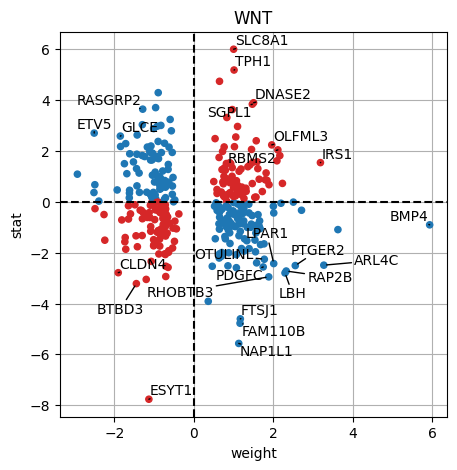 WNT
SLC8A1
TPH1
RASGRP2
DNASE2
SGPL1
ETV5
GLCE
OLFML3
RBMS2
IRS1
BMP4
LPAR1
OTULINL
PTGER2
ARL4C
CLDN4
PDGFC
RAP2B
RHOBTB3
LBH
BTBD3
FTSJ1
FAM110B
NAP1L1
ESYT1
6
4
2
0
−2
−4
−6
−8
stat
−2
0
2
4
6
weight